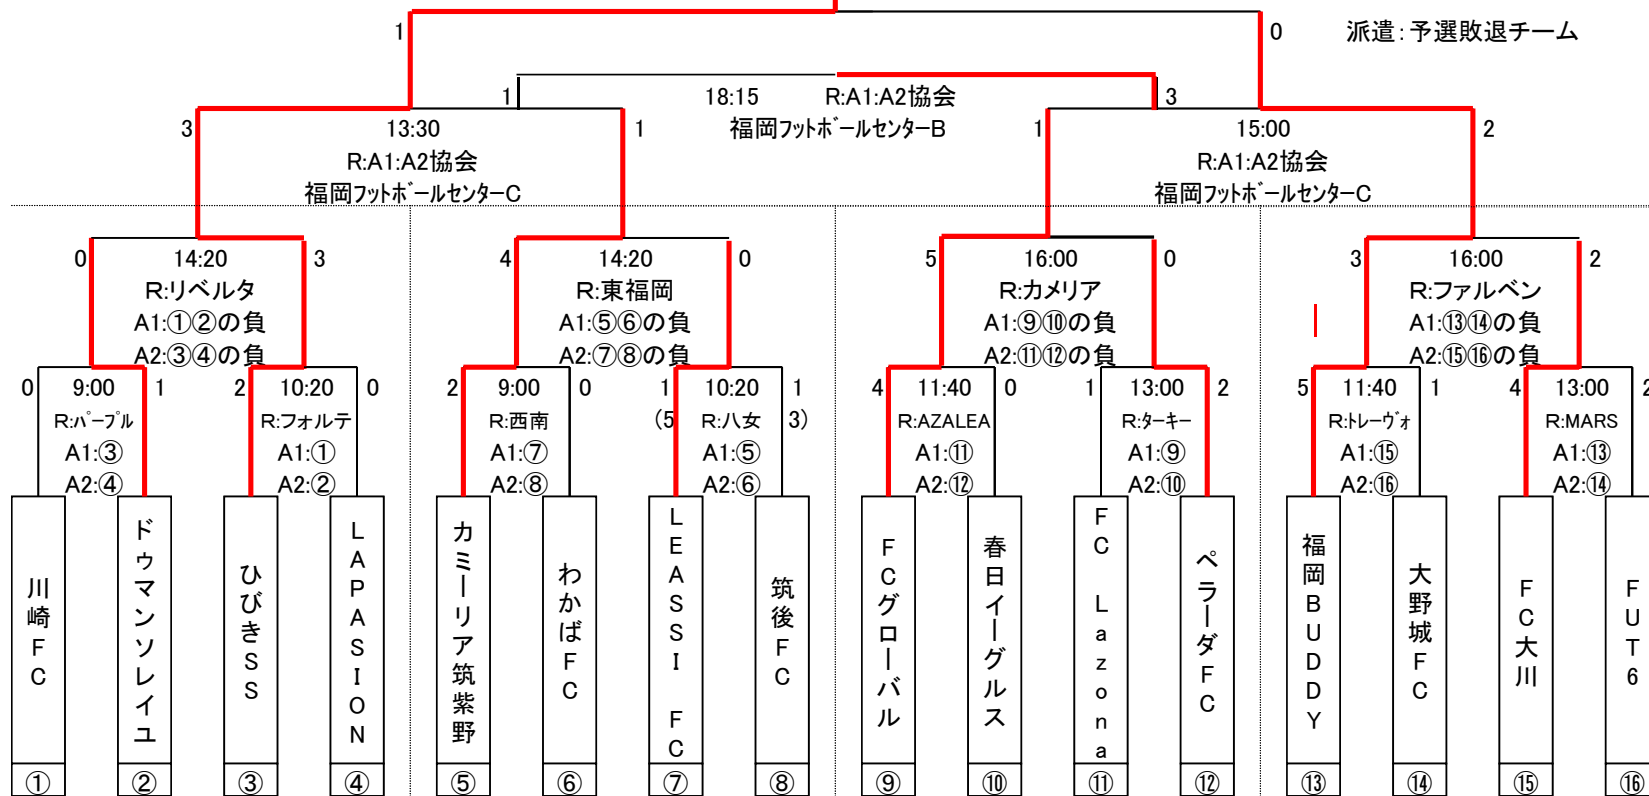 1 0 派遣：予選敗退チーム
1 18:15 R:A1:A2協会 3
福岡フットボールセンターB
3 13:30 1 1 15:00 2
R:A1:A2協会 R:A1:A2協会
福岡フットボールセンターC 福岡フットボールセンターC
0 14:20 3 4 14:20 0 5 16:00 0 3 16:00 2
R:リベルタ R:東福岡 R:カメリア R:ファルベン
A1:①②の負 A1:⑤⑥の負 A1:⑨⑩の負 A1:⑬⑭の負
A2:③④の負 A2:⑦⑧の負 A2:⑪⑫の負 A2:⑮⑯の負
0 9:00 1 2 10:20 0 2 9:00 0 1 10:20 1 4 11:40 0 1 13:00 2 5 11:40 1 4 13:00 2
R:パープル R:フォルテ R:西南 (5 R:八女 3) R:AZALEA R:ターキー R:トレーヴォ R:MARS
A1:③ A1:① A1:⑦ A1:⑤ A1:⑪ A1:⑨ A1:⑮ A1:⑬
A2:④ A2:② A2:⑧ A2:⑥ A2:⑫ A2:⑩ A2:⑯ A2:⑭
川崎FC
ドゥマンソレイユ
ひびきSS
LAPASION
カミーリア筑紫野
わかばFC
LEASSI FC
筑後FC
FCグローバル
春日イーグルス
FC Lazona
ペラーダFC
福岡BUDDY
大野城FC
FC大川
FUT6
① ② ③ ④ ⑤ ⑥ ⑦ ⑧ ⑨ ⑩ ⑪ ⑫ ⑬ ⑭ ⑮ ⑯